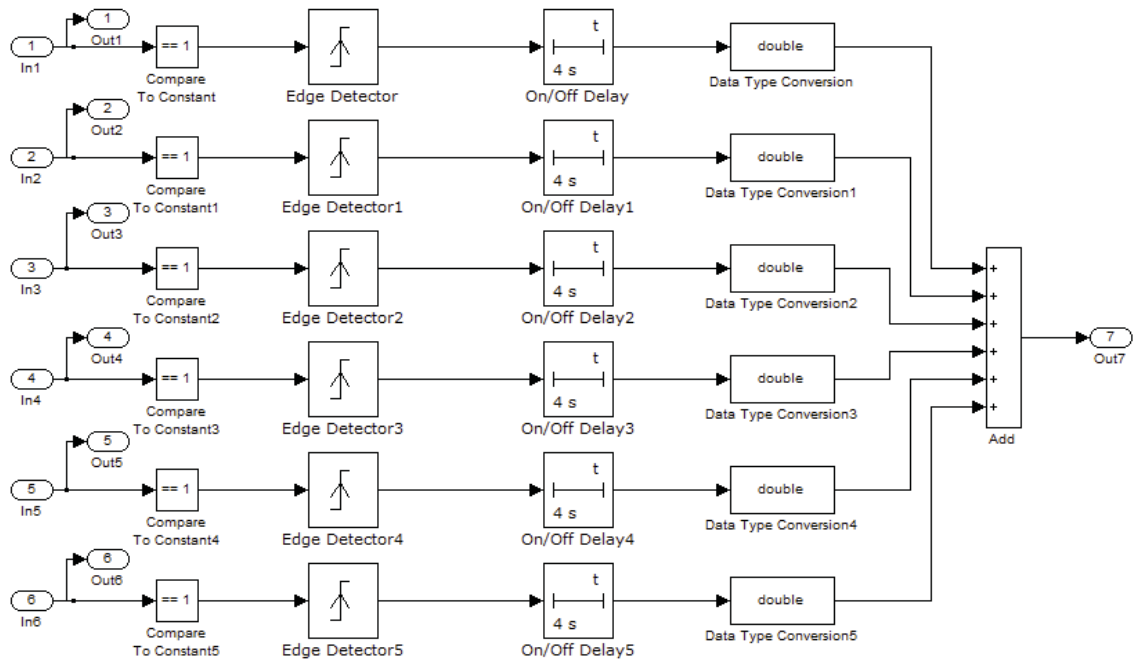 1
Out1
1
In1
== 1
Compare
To Constant
Edge Detector
t
4 s
On/Off Delay
double
Data Type Conversion
2
Out2
2
In2
== 1
Compare
To Constant1
Edge Detector1
t
4 s
On/Off Delay1
double
Data Type Conversion1
3
Out3
3
In3
== 1
Compare
To Constant2
Edge Detector2
t
4 s
On/Off Delay2
double
Data Type Conversion2
4
Out4
4
In4
== 1
Compare
To Constant3
Edge Detector3
t
4 s
On/Off Delay3
double
Data Type Conversion3
5
Out5
5
In5
== 1
Compare
To Constant4
Edge Detector4
t
4 s
On/Off Delay4
double
Data Type Conversion4
6
Out6
6
In6
== 1
Compare
To Constant5
Edge Detector5
t
4 s
On/Off Delay5
double
Data Type Conversion5
+
+
+
+
+
+
Add
7
Out7